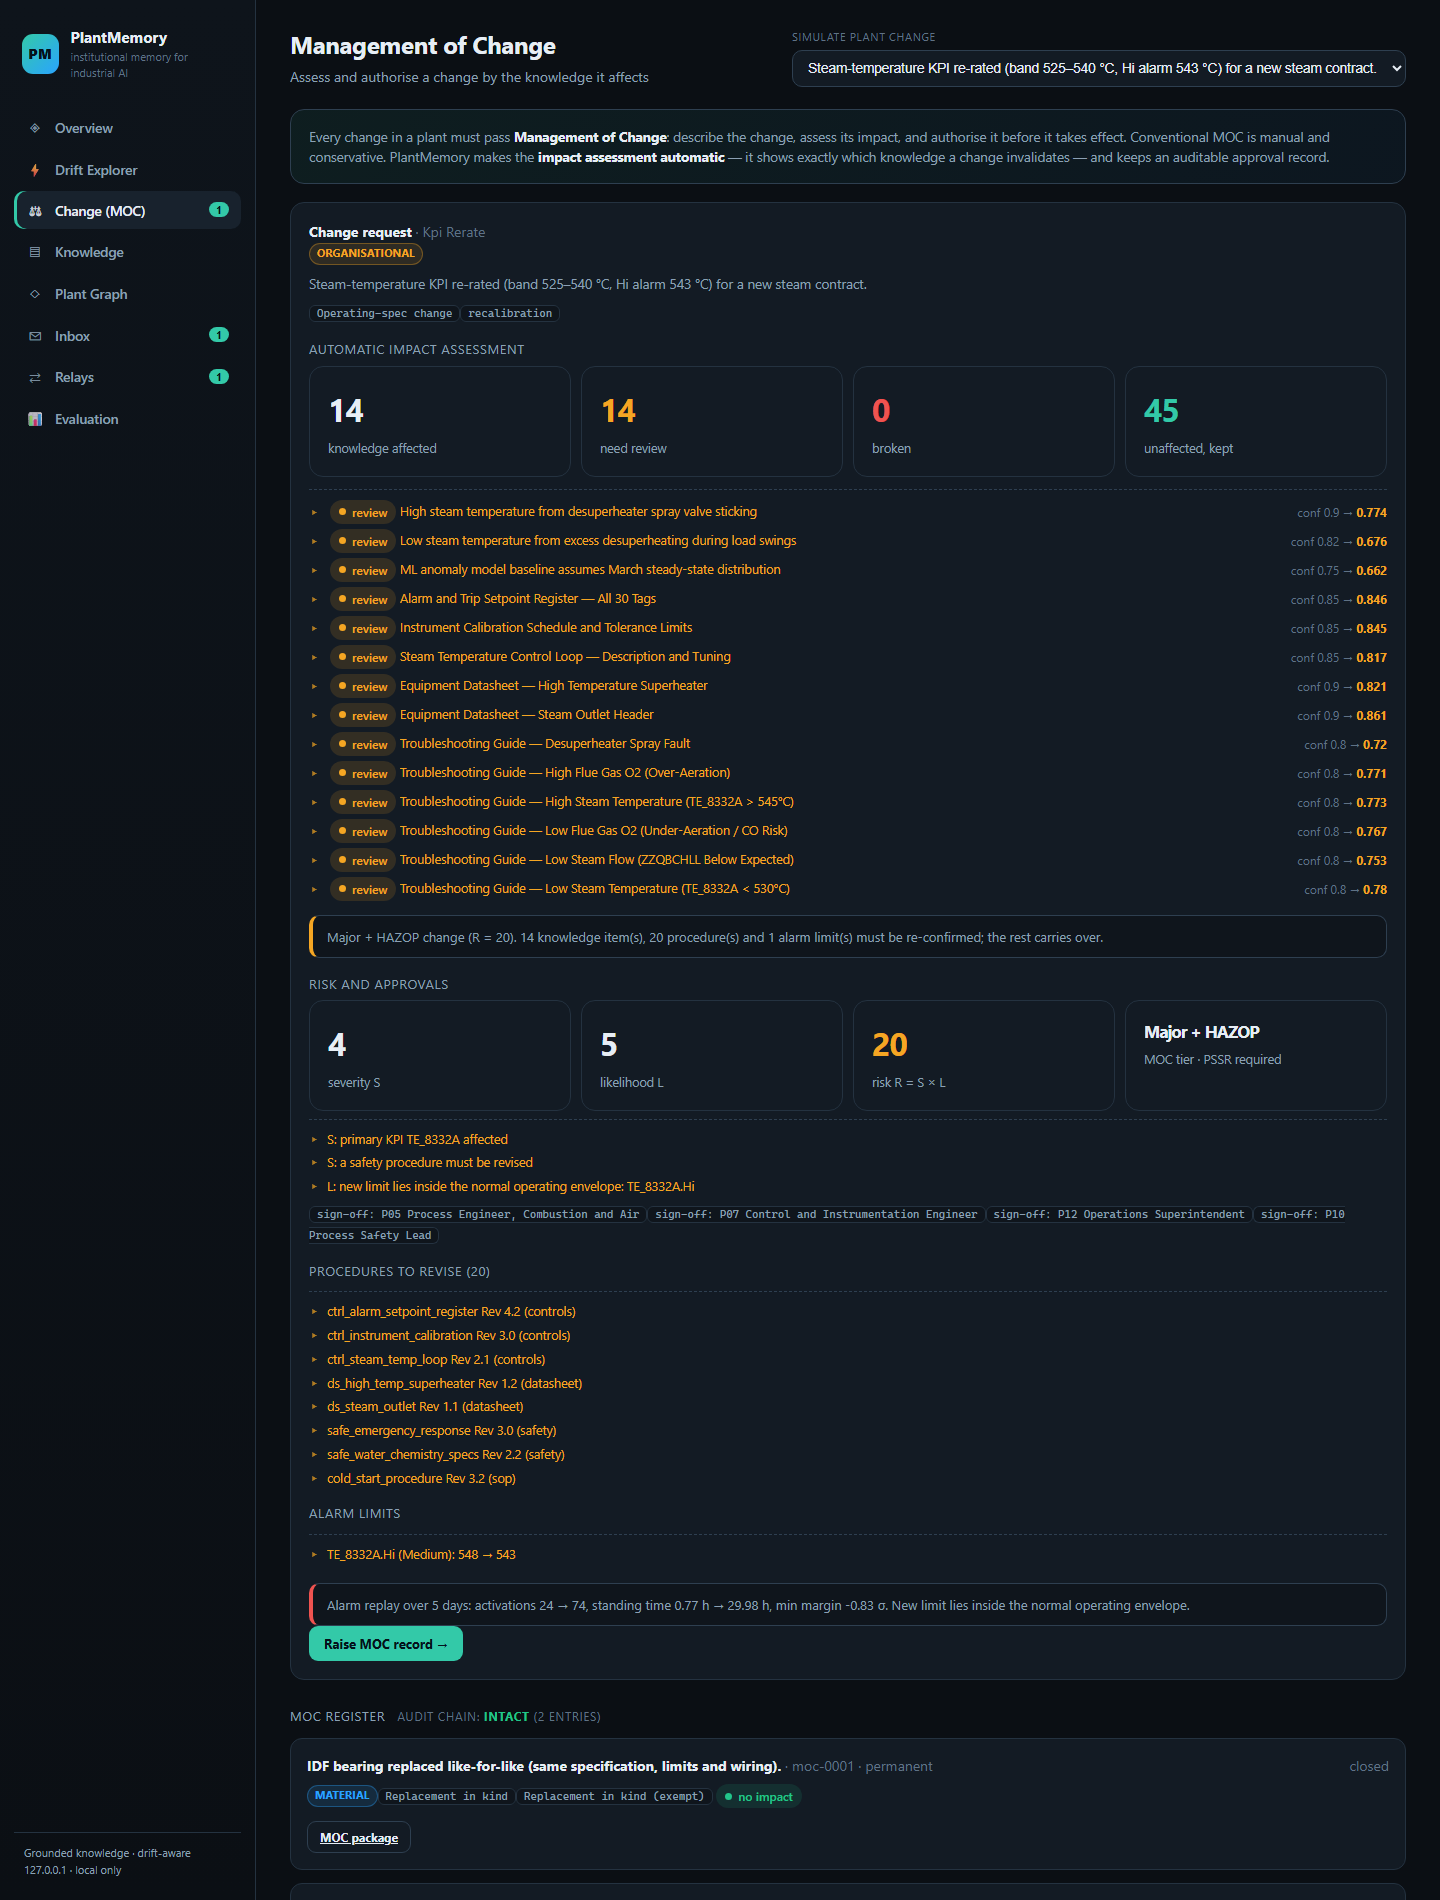 PM
PlantMemory
institutional memory for
industrial AI
Overview
Drift Explorer
Change (MOC) 1
Knowledge
Plant Graph
Inbox 1
Relays 1
Evaluation
Grounded knowledge · drift-aware
127.0.0.1 · local only
Management of Change
Assess and authorise a change by the knowledge it affects
SIMULATE PLANT CHANGE
Steam-temperature KPI re-rated (band 525–540 °C, Hi alarm 543 °C) for a new steam contract.
Every change in a plant must pass Management of Change: describe the change, assess its impact, and authorise it before it takes effect. Conventional MOC is manual and
conservative. PlantMemory makes the impact assessment automatic — it shows exactly which knowledge a change invalidates — and keeps an auditable approval record.
Change request · Kpi Rerate
ORGANISATIONAL
Steam-temperature KPI re-rated (band 525–540 °C, Hi alarm 543 °C) for a new steam contract.
Operating-spec change recalibration
AUTOMATIC IMPACT ASSESSMENT
14
knowledge affected
14
need review
0
broken
45
unaffected, kept
▸ review High steam temperature from desuperheater spray valve sticking conf 0.9 → 0.774
▸ review Low steam temperature from excess desuperheating during load swings conf 0.82 → 0.676
▸ review ML anomaly model baseline assumes March steady-state distribution conf 0.75 → 0.662
▸ review Alarm and Trip Setpoint Register — All 30 Tags conf 0.85 → 0.846
▸ review Instrument Calibration Schedule and Tolerance Limits conf 0.85 → 0.845
▸ review Steam Temperature Control Loop — Description and Tuning conf 0.85 → 0.817
▸ review Equipment Datasheet — High Temperature Superheater conf 0.9 → 0.821
▸ review Equipment Datasheet — Steam Outlet Header conf 0.9 → 0.861
▸ review Troubleshooting Guide — Desuperheater Spray Fault conf 0.8 → 0.72
▸ review Troubleshooting Guide — High Flue Gas O2 (Over-Aeration) conf 0.8 → 0.771
▸ review Troubleshooting Guide — High Steam Temperature (TE_8332A > 545°C) conf 0.8 → 0.773
▸ review Troubleshooting Guide — Low Flue Gas O2 (Under-Aeration / CO Risk) conf 0.8 → 0.767
▸ review Troubleshooting Guide — Low Steam Flow (ZZQBCHLL Below Expected) conf 0.8 → 0.753
▸ review Troubleshooting Guide — Low Steam Temperature (TE_8332A < 530°C) conf 0.8 → 0.78
Major + HAZOP change (R = 20). 14 knowledge item(s), 20 procedure(s) and 1 alarm limit(s) must be re-confirmed; the rest carries over.
RISK AND APPROVALS
4
severity S
5
likelihood L
20
risk R = S × L
Major + HAZOP
MOC tier · PSSR required
▸ S: primary KPI TE_8332A affected
▸ S: a safety procedure must be revised
▸ L: new limit lies inside the normal operating envelope: TE_8332A.Hi
sign-off: P05 Process Engineer, Combustion and Air sign-off: P07 Control and Instrumentation Engineer sign-off: P12 Operations Superintendent sign-off: P10
Process Safety Lead
PROCEDURES TO REVISE (20)
▸ ctrl_alarm_setpoint_register Rev 4.2 (controls)
▸ ctrl_instrument_calibration Rev 3.0 (controls)
▸ ctrl_steam_temp_loop Rev 2.1 (controls)
▸ ds_high_temp_superheater Rev 1.2 (datasheet)
▸ ds_steam_outlet Rev 1.1 (datasheet)
▸ safe_emergency_response Rev 3.0 (safety)
▸ safe_water_chemistry_specs Rev 2.2 (safety)
▸ cold_start_procedure Rev 3.2 (sop)
ALARM LIMITS
▸ TE_8332A.Hi (Medium): 548 → 543
Alarm replay over 5 days: activations 24 → 74, standing time 0.77 h → 29.98 h, min margin -0.83 σ. New limit lies inside the normal operating envelope.
Raise MOC record →
MOC REGISTER AUDIT CHAIN: INTACT (2 ENTRIES)
IDF bearing replaced like-for-like (same specification, limits and wiring). · moc-0001 · permanent closed
MATERIAL Replacement in kind Replacement in kind (exempt) no impact
MOC package